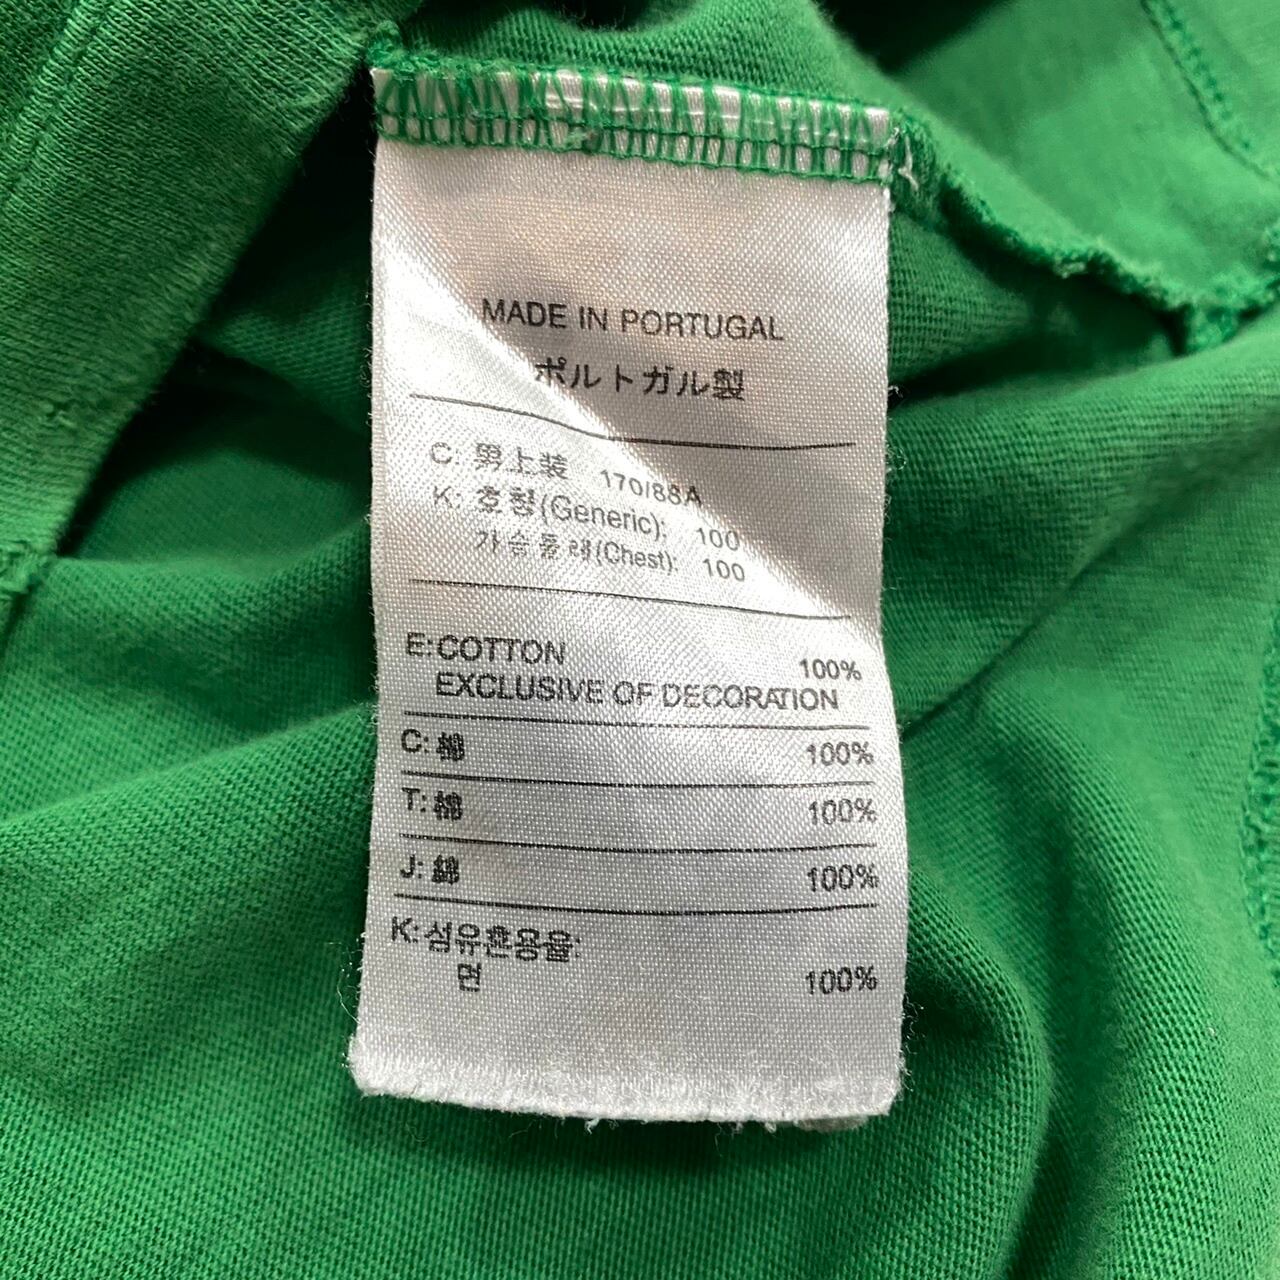 MADE IN PORTUGAL
ポルトガル製
C: 男上装 170/88A
K: 호칭(Generic): 100
가슴둘레(Chest): 100
E:COTTON 100%
EXCLUSIVE OF DECORATION
C: 棉 100%
T: 棉 100%
J: 綿 100%
K:섬유혼용율:
면 100%